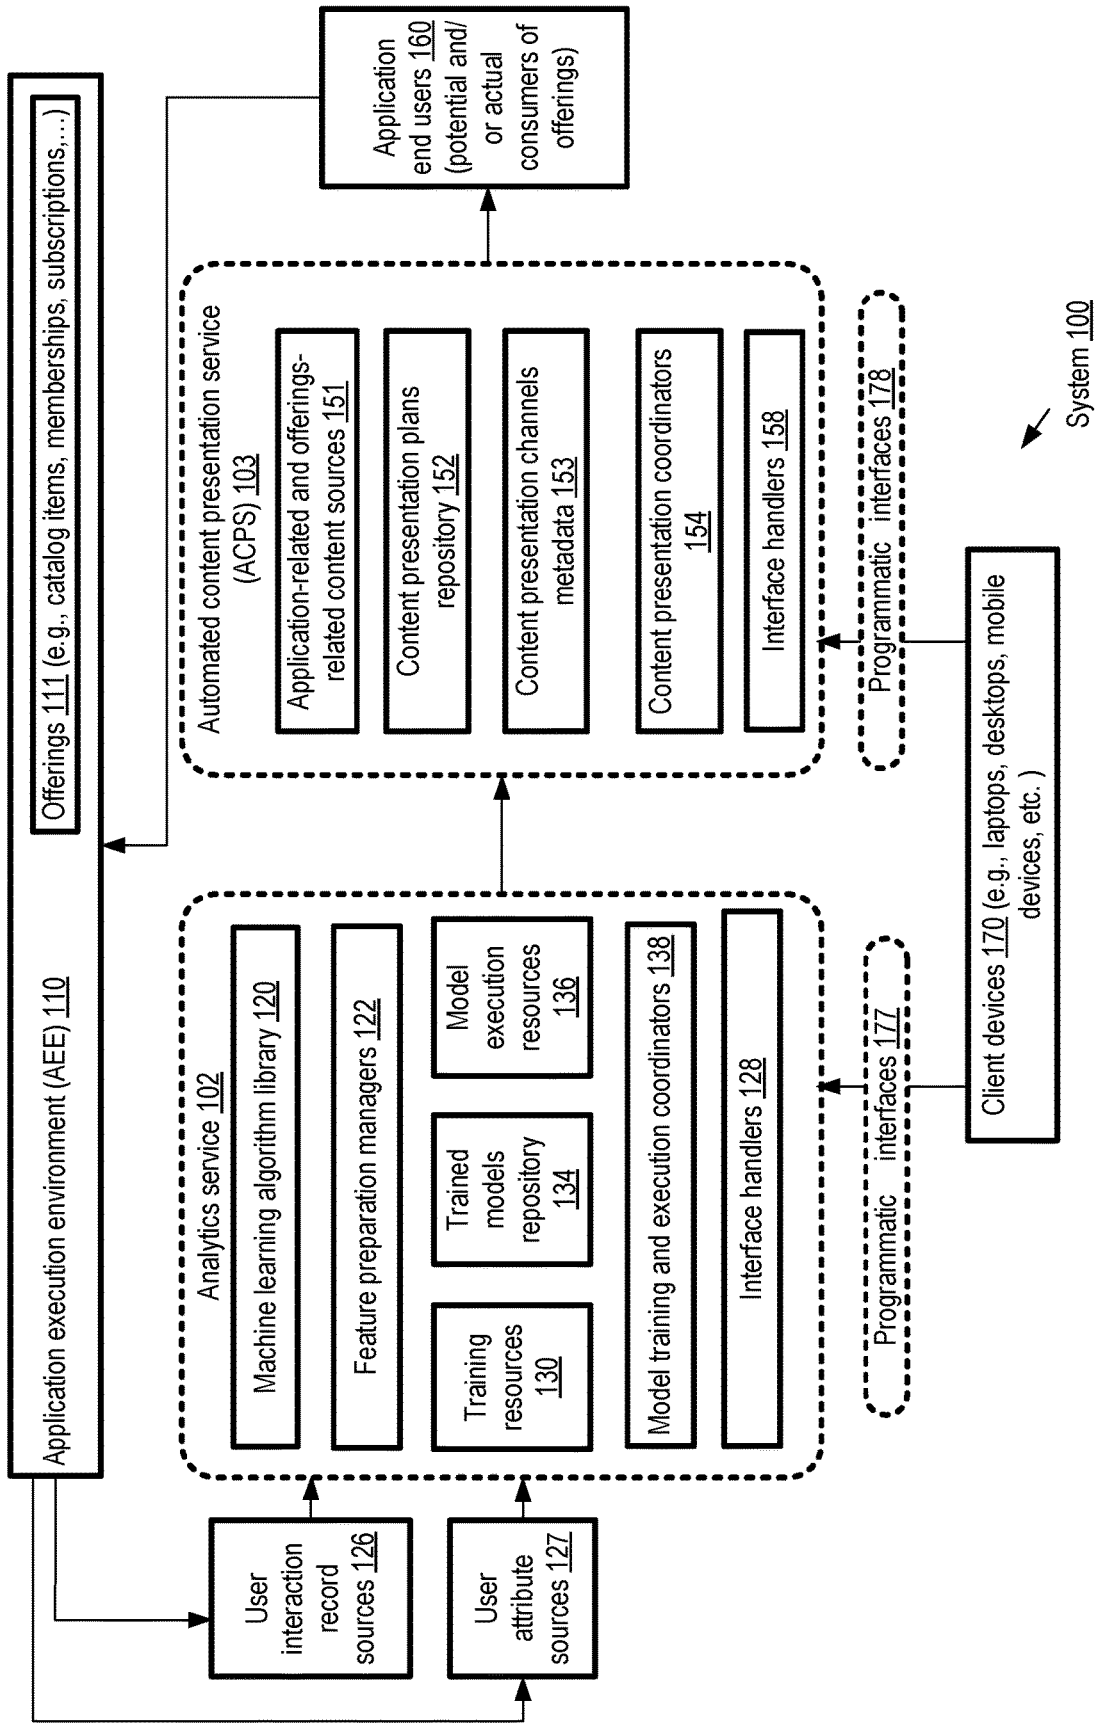 Application execution environment (AEE) 110
Offerings 111 (e.g., catalog items, memberships, subscriptions,…)
User
interaction
record
sources 126
User
attribute
sources 127
Analytics service 102
Machine learning algorithm library 120
Feature preparation managers 122
Training
resources
130
Trained
models
repository
134
Model
execution
resources
136
Model training and execution coordinators 138
Interface handlers 128
Automated content presentation service
(ACPS) 103
Application-related and offerings-
related content sources 151
Content presentation plans
repository 152
Content presentation channels
metadata 153
Content presentation coordinators
154
Interface handlers 158
Application
end users 160
(potential and/
or actual
consumers of
offerings)
Programmatic interfaces 177
Programmatic interfaces 178
Client devices 170 (e.g., laptops, desktops, mobile
devices, etc. )
System 100